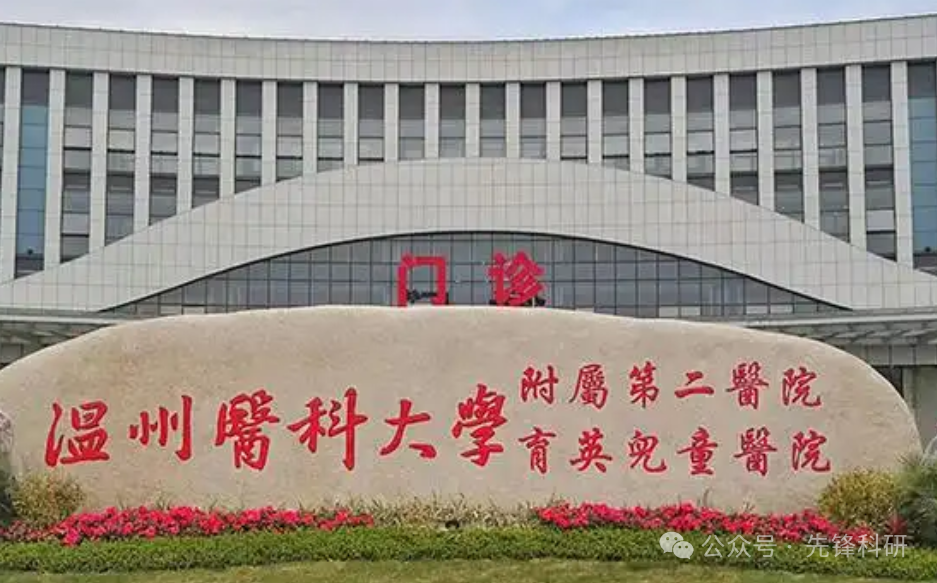 门诊
温州醫科大學
附屬第二醫院
育英兒童醫院
公众号·先锋科研